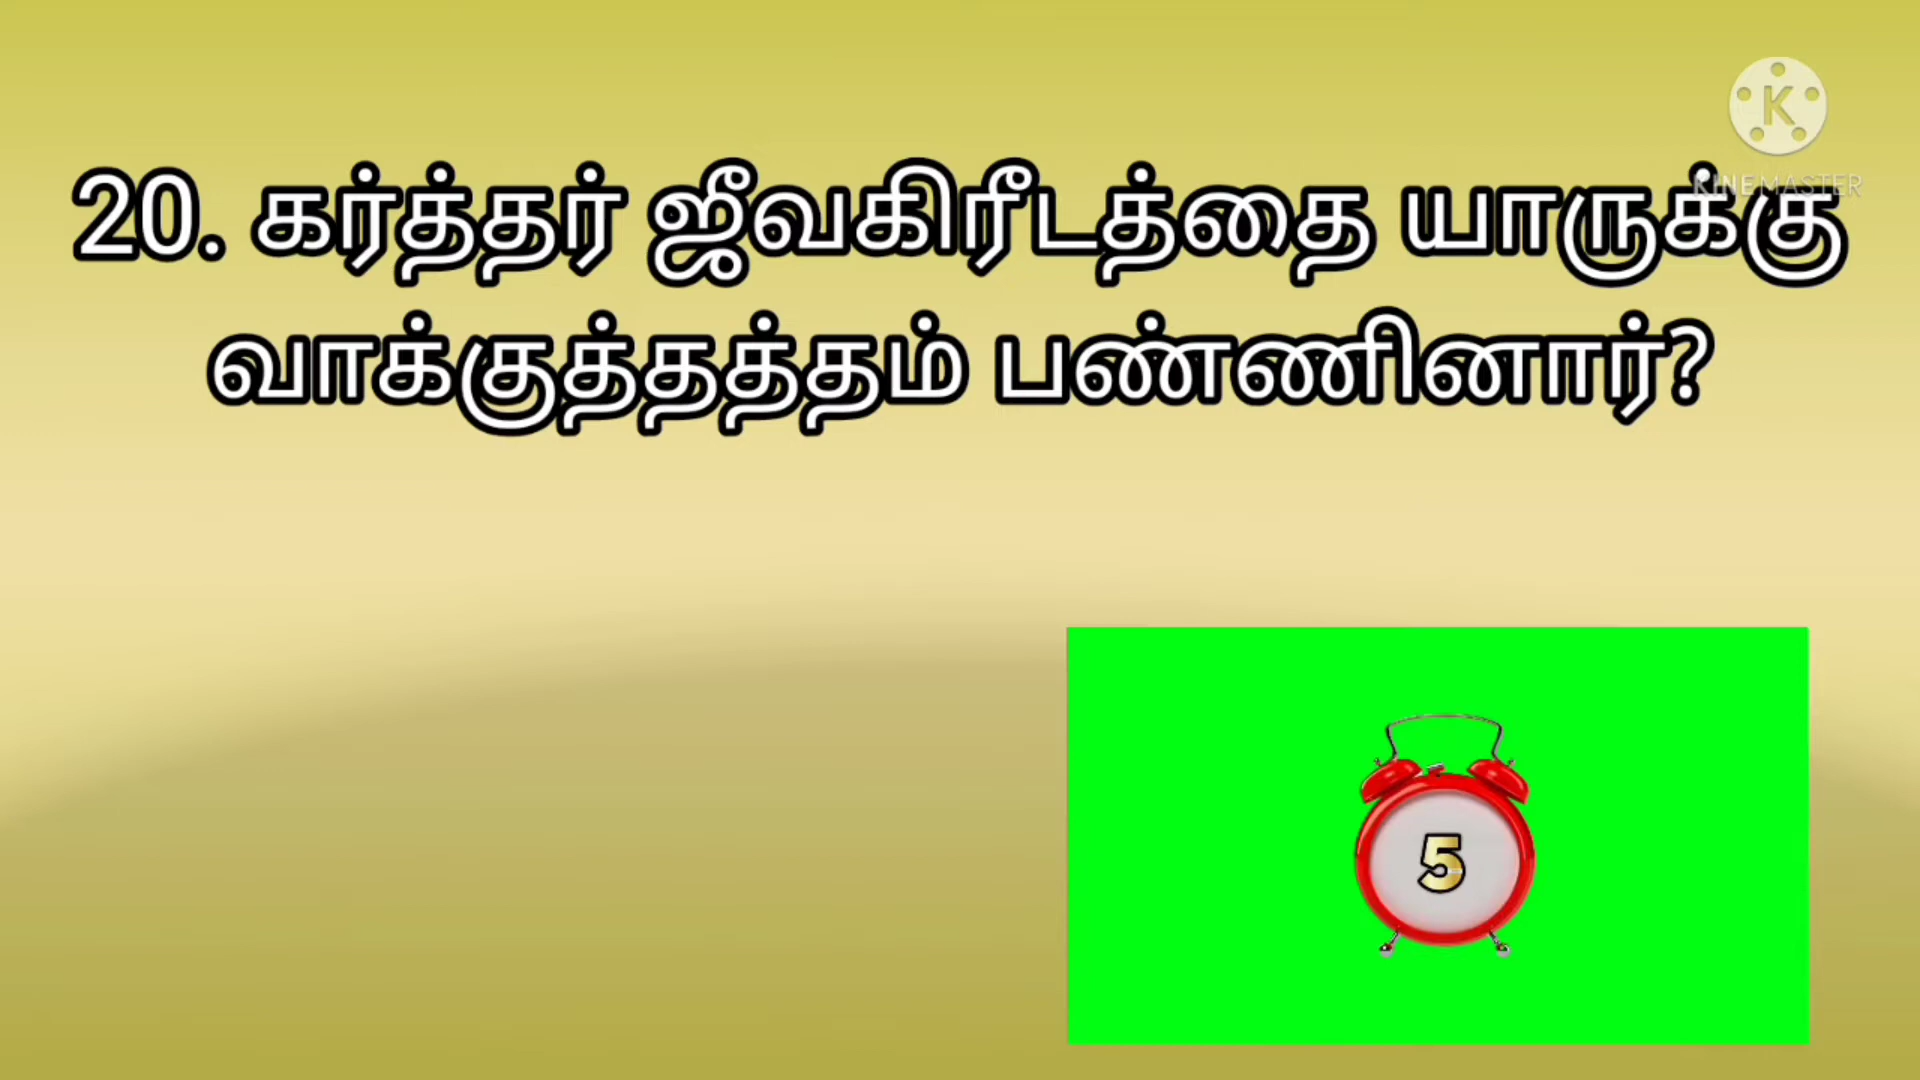 K
KINEMASTER
20. கர்த்தர் ஜீவகிரீடத்தை யாருக்கு
வாக்குத்தத்தம் பண்ணினார்?
5